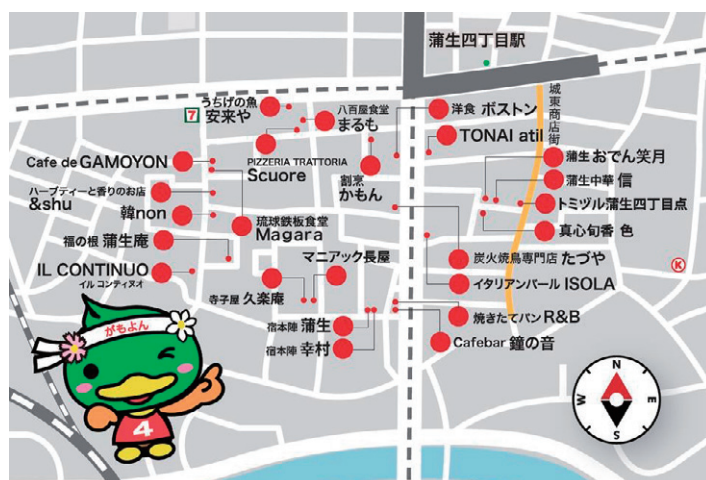 蒲生四丁目駅
城東商店街
7
うちげの魚
安来や
八百屋食堂
まるも
洋食 ボストン
TONAI atil
PIZZERIA TRATTORIA
Scuore
割烹
かもん
Cafe de GAMOYON
ハーブティーと香りのお店
&shu
韓non
琉球鉄板食堂
Magara
福の根 蒲生庵
IL CONTINUO
イル コンティヌオ
マニアック長屋
寺子屋 久楽庵
宿本陣 蒲生
宿本陣 幸村
蒲生 おでん笑月
蒲生中華 信
トミヅル蒲生四丁目点
真心旬香 色
炭火焼鳥専門店 たづや
イタリアンバール ISOLA
焼きたてパン R&B
Cafebar 鐘の音
K
がもよん
4
N
W
E
S